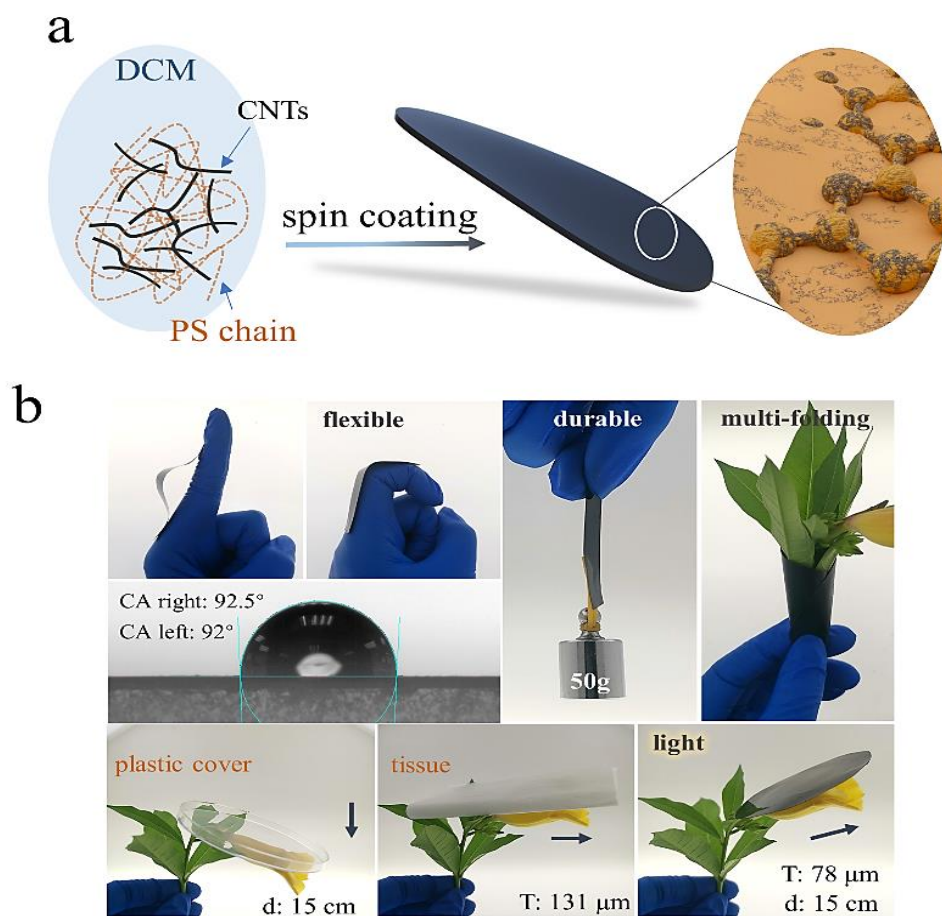 a
DCM
CNTs
spin coating
PS chain
b
flexible
durable
multi-folding
CA right: 92.5°
CA left: 92°
50g
plastic cover
tissue
light
d: 15 cm
T: 131 μm
T: 78 μm
d: 15 cm